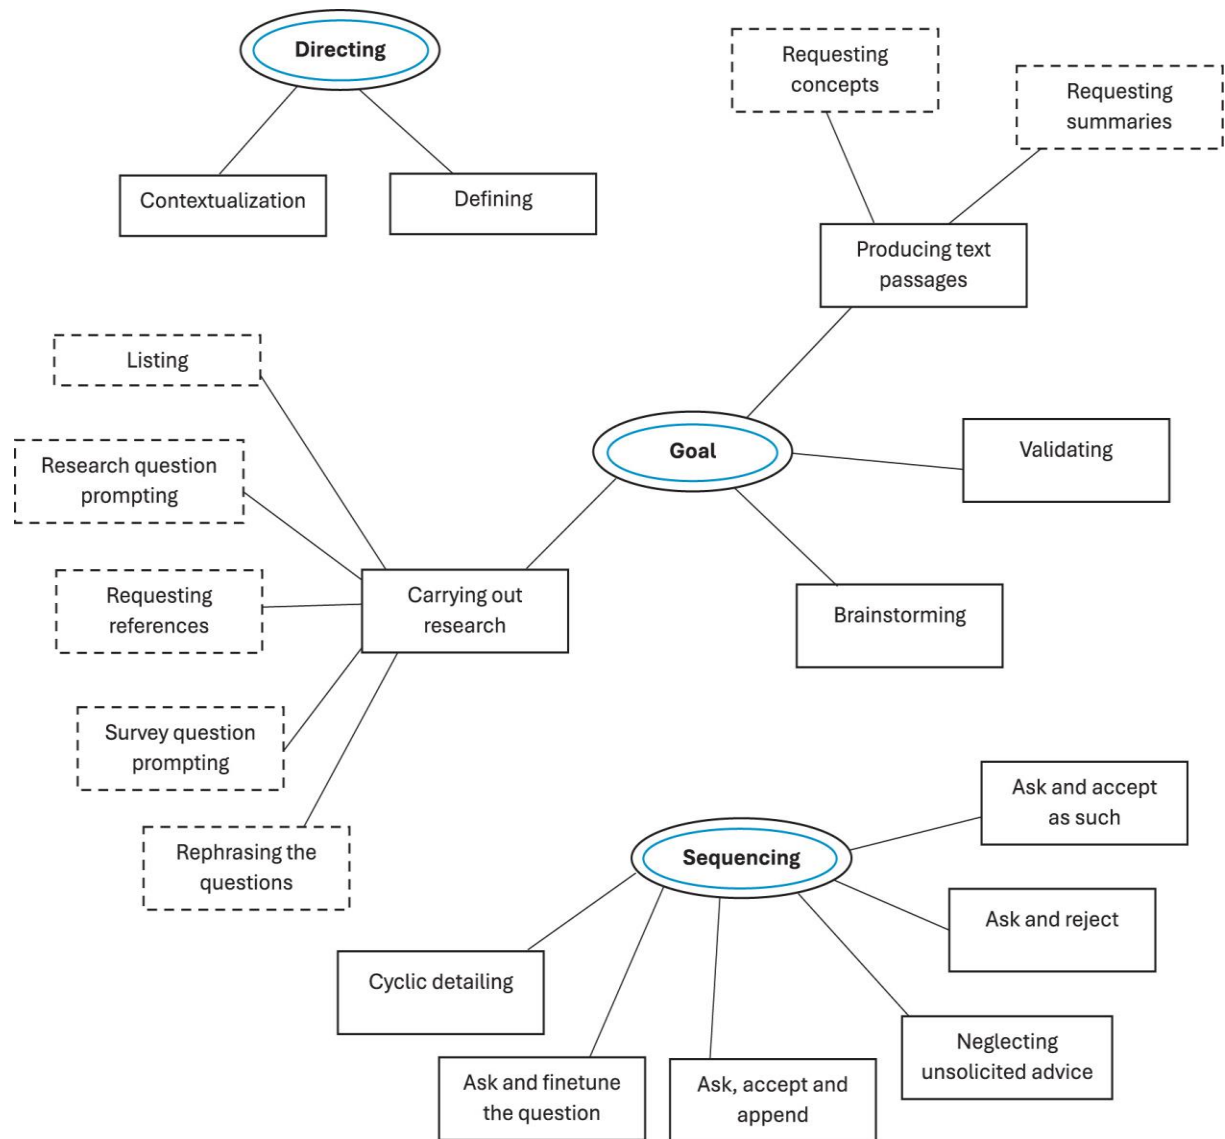 Directing
Contextualization
Defining
Requesting
concepts
Requesting
summaries
Producing text
passages
Listing
Research question
prompting
Requesting
references
Survey question
prompting
Rephrasing the
questions
Carrying out
research
Goal
Validating
Brainstorming
Sequencing
Ask and accept
as such
Ask and reject
Neglecting
unsolicited advice
Ask, accept and
append
Ask and finetune
the question
Cyclic detailing